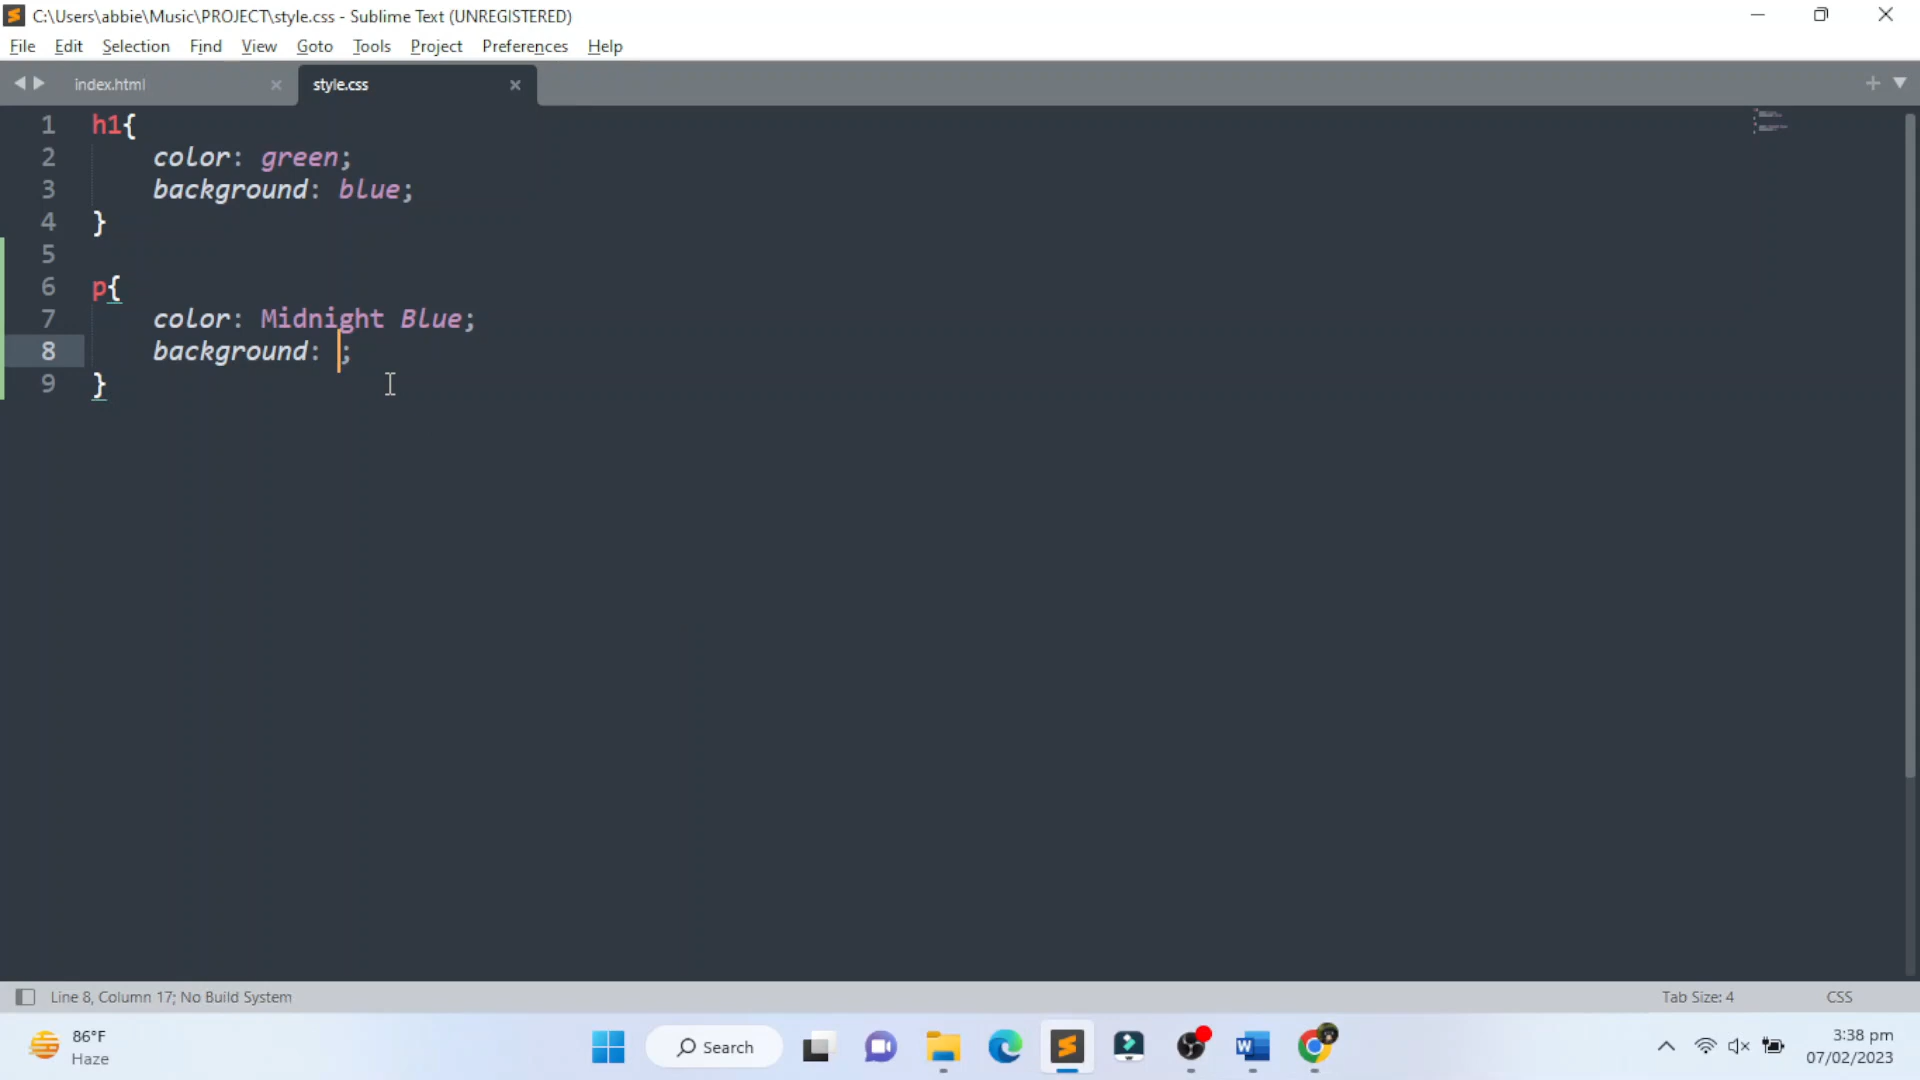 C:\Users\abbie\Music\PROJECT\style.css - Sublime Text (UNREGISTERED)
File Edit Selection Find View Goto Tools Project Preferences Help
index.html style.css
1 h1{
2 color: green;
3 background: blue;
4 }
5
6 p{
7 color: Midnight Blue;
8 background: ;
9 }
Line 8, Column 17; No Build System Tab Size: 4 CSS
86°F
Haze
Search
3:38 pm
07/02/2023